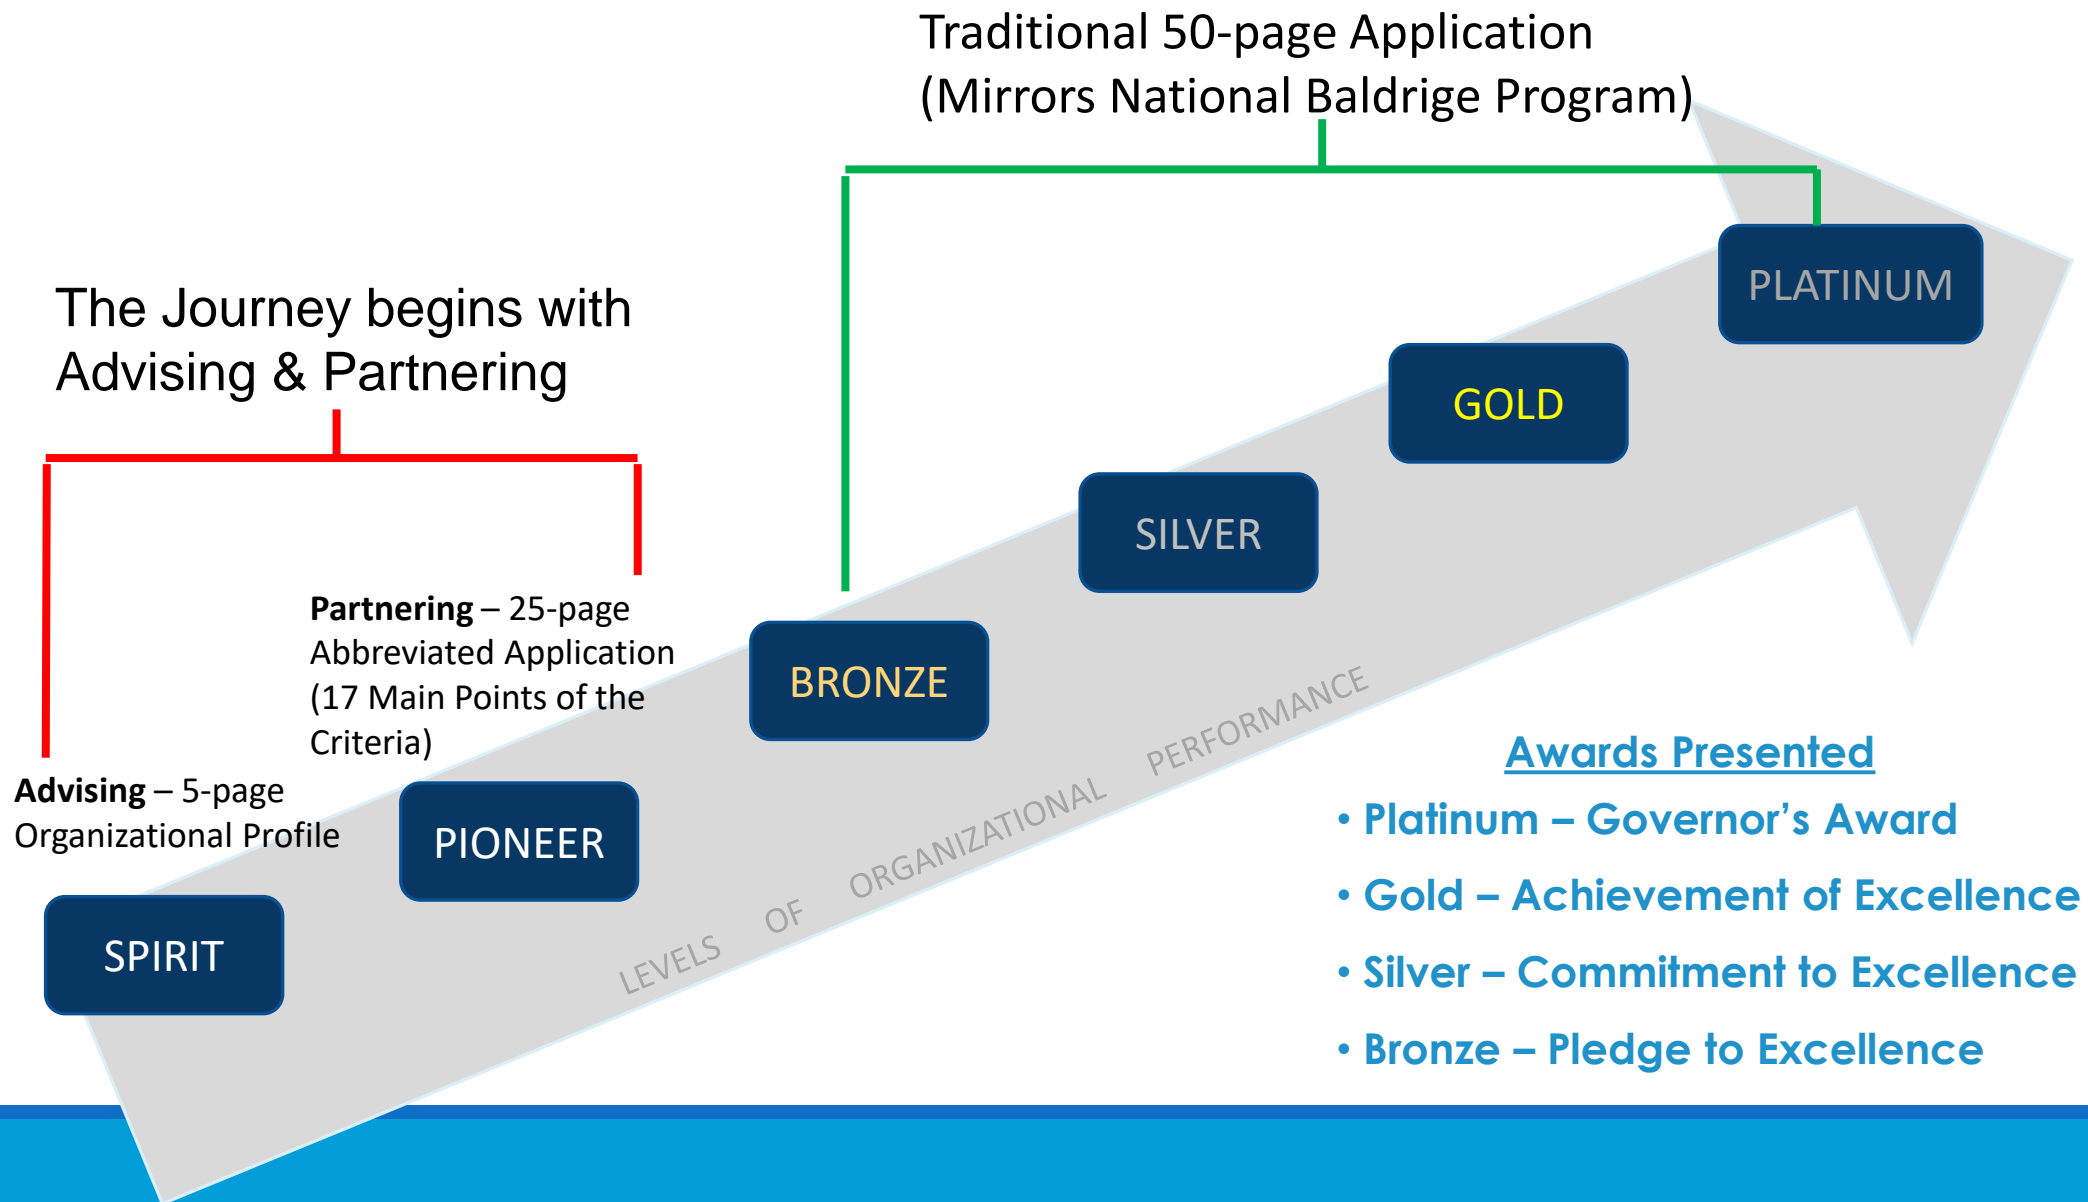 Traditional 50-page Application
(Mirrors National Baldrige Program)
The Journey begins with
Advising & Partnering
PLATINUM
GOLD
SILVER
BRONZE
Partnering – 25-page
Abbreviated Application
(17 Main Points of the
Criteria)
PIONEER
Advising – 5-page
Organizational Profile
SPIRIT
LEVELS OF ORGANIZATIONAL PERFORMANCE
Awards Presented
• Platinum – Governor’s Award
• Gold – Achievement of Excellence
• Silver – Commitment to Excellence
• Bronze – Pledge to Excellence